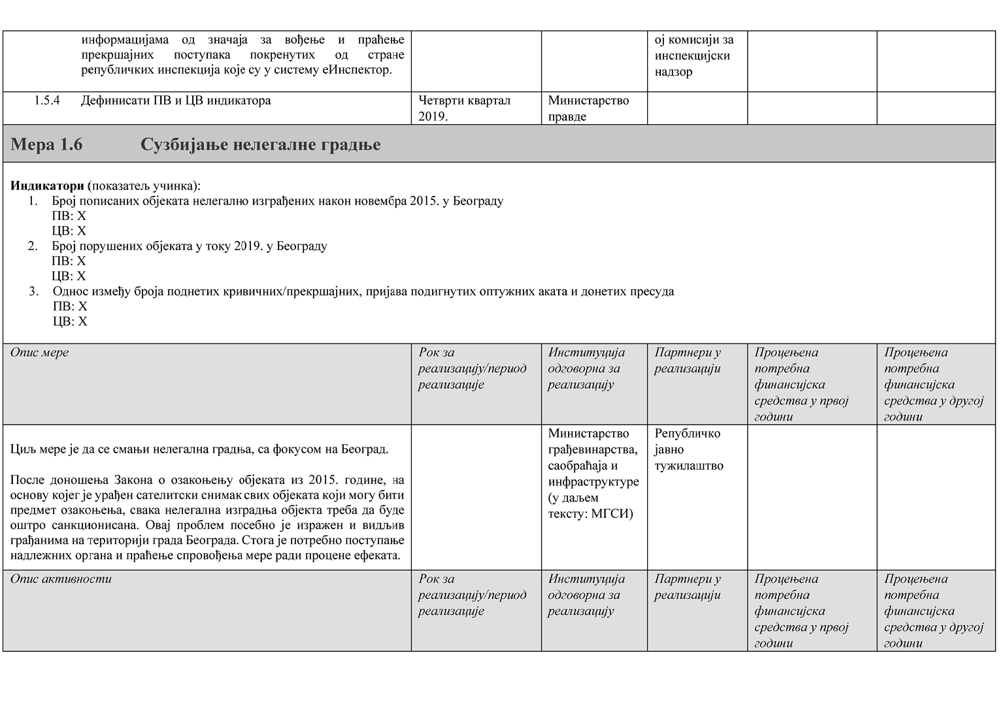 информацијама од значаја за вођење и праћење
прекршајних поступака покренутих од стране
републичких инспекција које су у систему еИнспектор.
ој комисији за
инспекцијски
надзор
1.5.4 Дефинисати ПВ и ЦВ индикатора
Четврти квартал
2019.
Министарство
правде
Мера 1.6 Сузбијање нелегалне градње
Индикатори (показатељ учинка):
1. Број пописаних објеката нелегално изграђених након новембра 2015. у Београду
ПВ: X
ЦВ: X
2. Број порушених објеката у току 2019. у Београду
ПВ: X
ЦВ: X
3. Однос између броја поднетих кривичних/прекршајних, пријава подигнутих оптужних аката и донетих пресуда
ПВ: X
ЦВ: X
Опис мере
Рок за
реализацију/период
реализације
Институција
одговорна за
реализацију
Партнери у
реализацији
Процењена
потребна
финансијска
средства у првој
години
Процењена
потребна
финансијска
средства у другој
години
Циљ мере је да се смањи нелегална градња, са фокусом на Београд.
После доношења Закона о озакоњењу објеката из 2015. године, на
основу којег је урађен сателитски снимак свих објеката који могу бити
предмет озакоњења, свака нелегална изградња објекта треба да буде
оштро санкционисана. Овај проблем посебно је изражен и видљив
грађанима на територији града Београда. Стога је потребно поступање
надлежних органа и праћење спровођења мере ради процене ефеката.
Министарство
грађевинарства,
саобраћаја и
инфраструктуре
(у даљем
тексту: МГСИ)
Републичко
јавно
тужилаштво
Опис активности
Рок за
реализацију/период
реализације
Институција
одговорна за
реализацију
Партнери у
реализацији
Процењена
потребна
финансијска
средства у првој
години
Процењена
потребна
финансијска
средства у другој
години